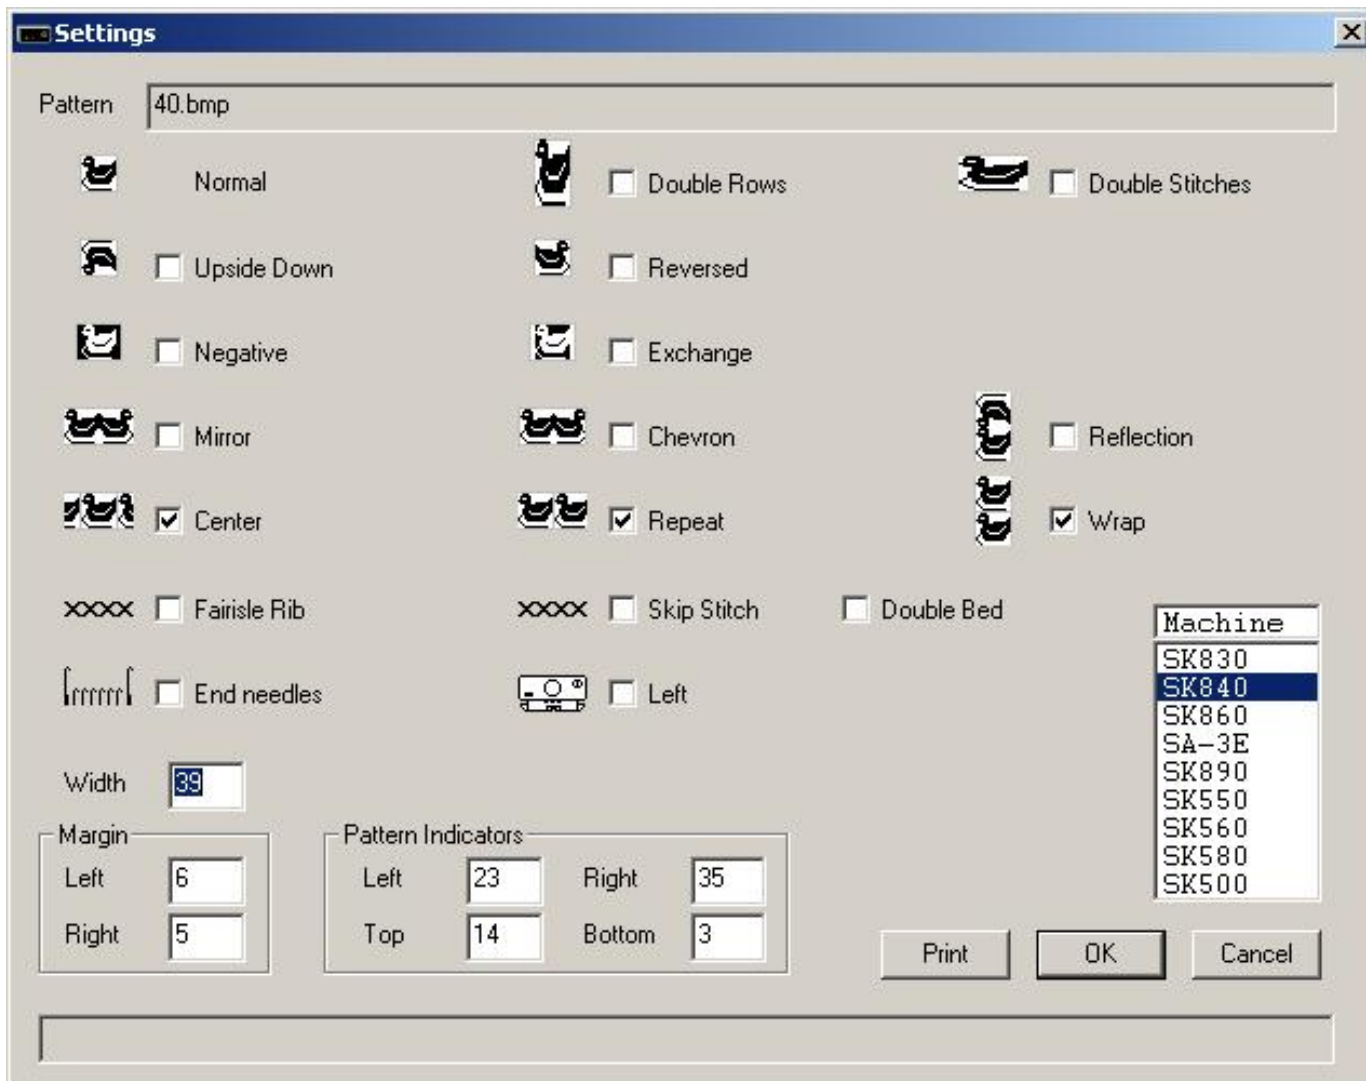 Settings
Pattern 40.bmp
Normal Double Rows Double Stitches
Upside Down Reversed
Negative Exchange
Mirror Chevron Reflection
Center Repeat Wrap
xxxx Fairisle Rib xxxx Skip Stitch Double Bed
Machine
SK830
End needles Left
SK840
SK860
SA-3E
SK890
SK550
SK560
SK580
SK500
Width 39
Margin
Left 6
Right 5
Pattern Indicators
Left 23 Right 35
Top 14 Bottom 3
Print OK Cancel